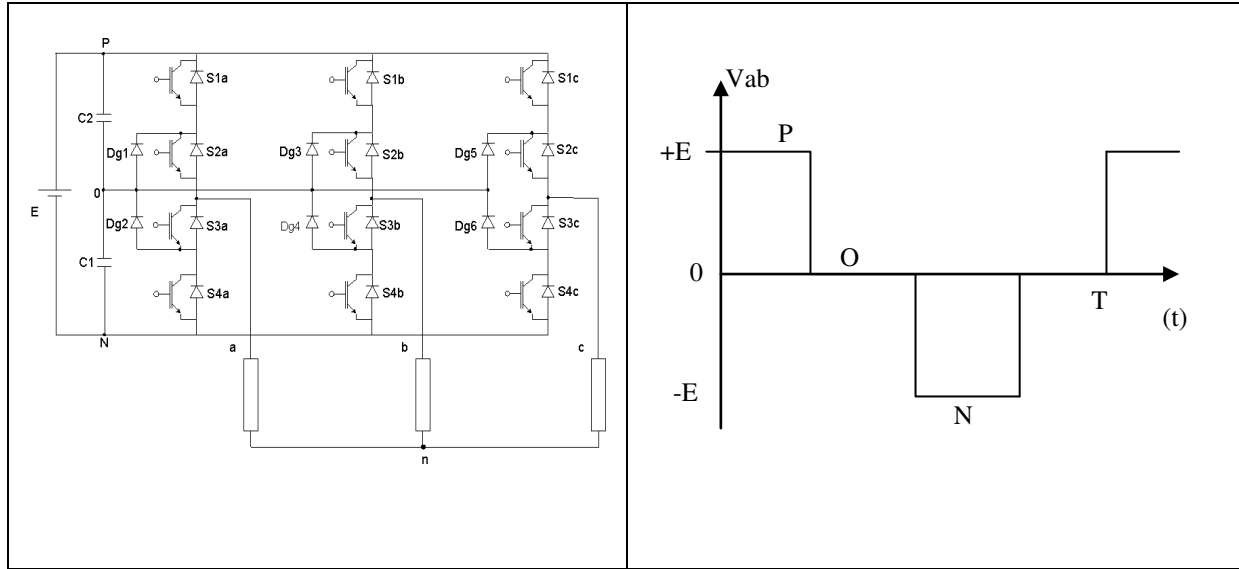 P
S1a S1b S1c
C2
Dg1 S2a Dg3 S2b Dg5 S2c
0
E
Dg2 S3a Dg4 S3b Dg6 S3c
C1
S4a S4b S4c
N
a b c
n
Vab
+E P
0 O
T
(t)
-E
N